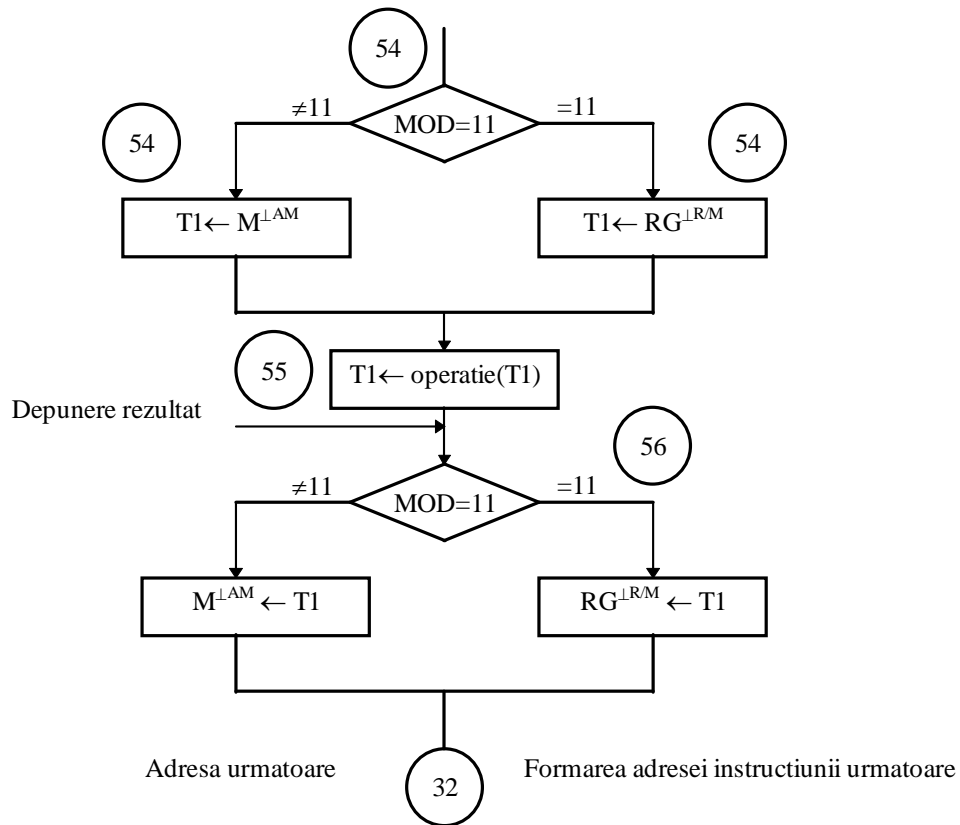 54
≠11
MOD=11
=11
54
54
T1← M⊥AM
T1← RG⊥R/M
55
T1← operatie(T1)
Depunere rezultat
56
≠11
MOD=11
=11
M⊥AM ← T1
RG⊥R/M ← T1
Adresa urmatoare
32
Formarea adresei instructiunii urmatoare